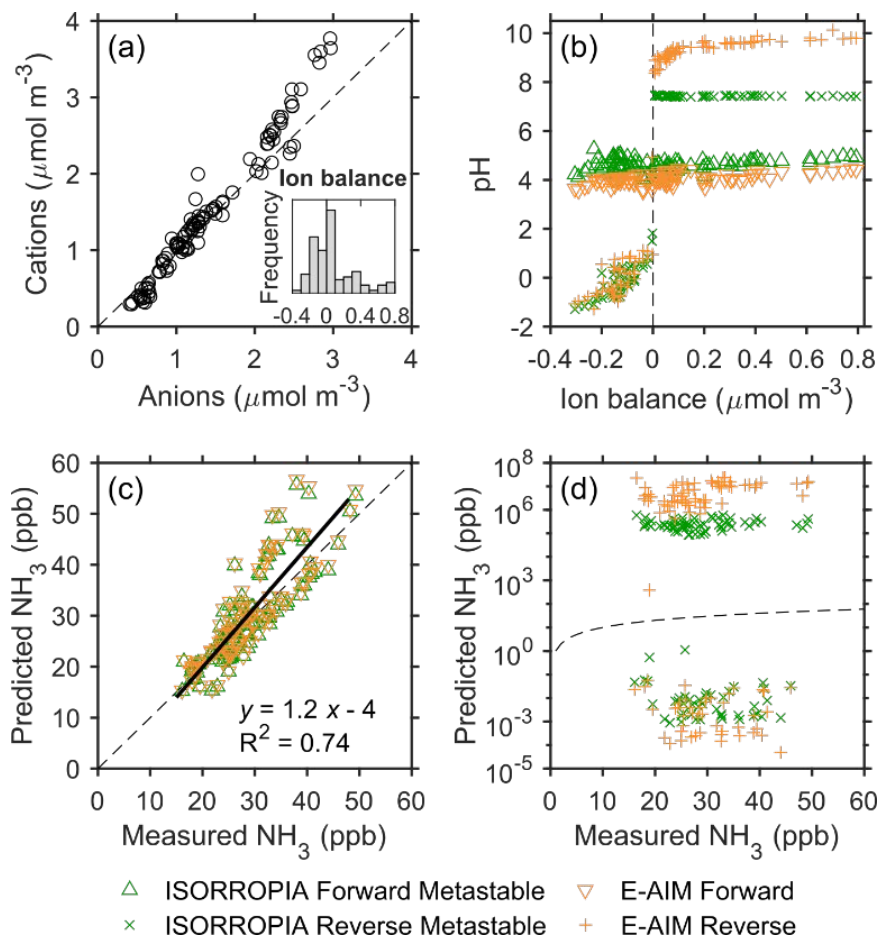 (a)
Cations (μmol m⁻³)
4
3
2
1
0
0 1 2 3 4
Anions (μmol m⁻³)
Ion balance
Frequency
-0.4 0 0.4 0.8
(b)
pH
10
8
6
4
2
0
-2
-0.4 -0.2 0 0.2 0.4 0.6 0.8
Ion balance (μmol m⁻³)
(c)
Predicted NH₃ (ppb)
60
50
40
30
20
10
0
y = 1.2 x - 4
R² = 0.74
0 10 20 30 40 50 60
Measured NH₃ (ppb)
(d)
Predicted NH₃ (ppb)
10⁸
10⁶
10³
10⁰
10⁻³
10⁻⁵
0 10 20 30 40 50 60
Measured NH₃ (ppb)
ISORROPIA Forward Metastable
E-AIM Forward
ISORROPIA Reverse Metastable
E-AIM Reverse